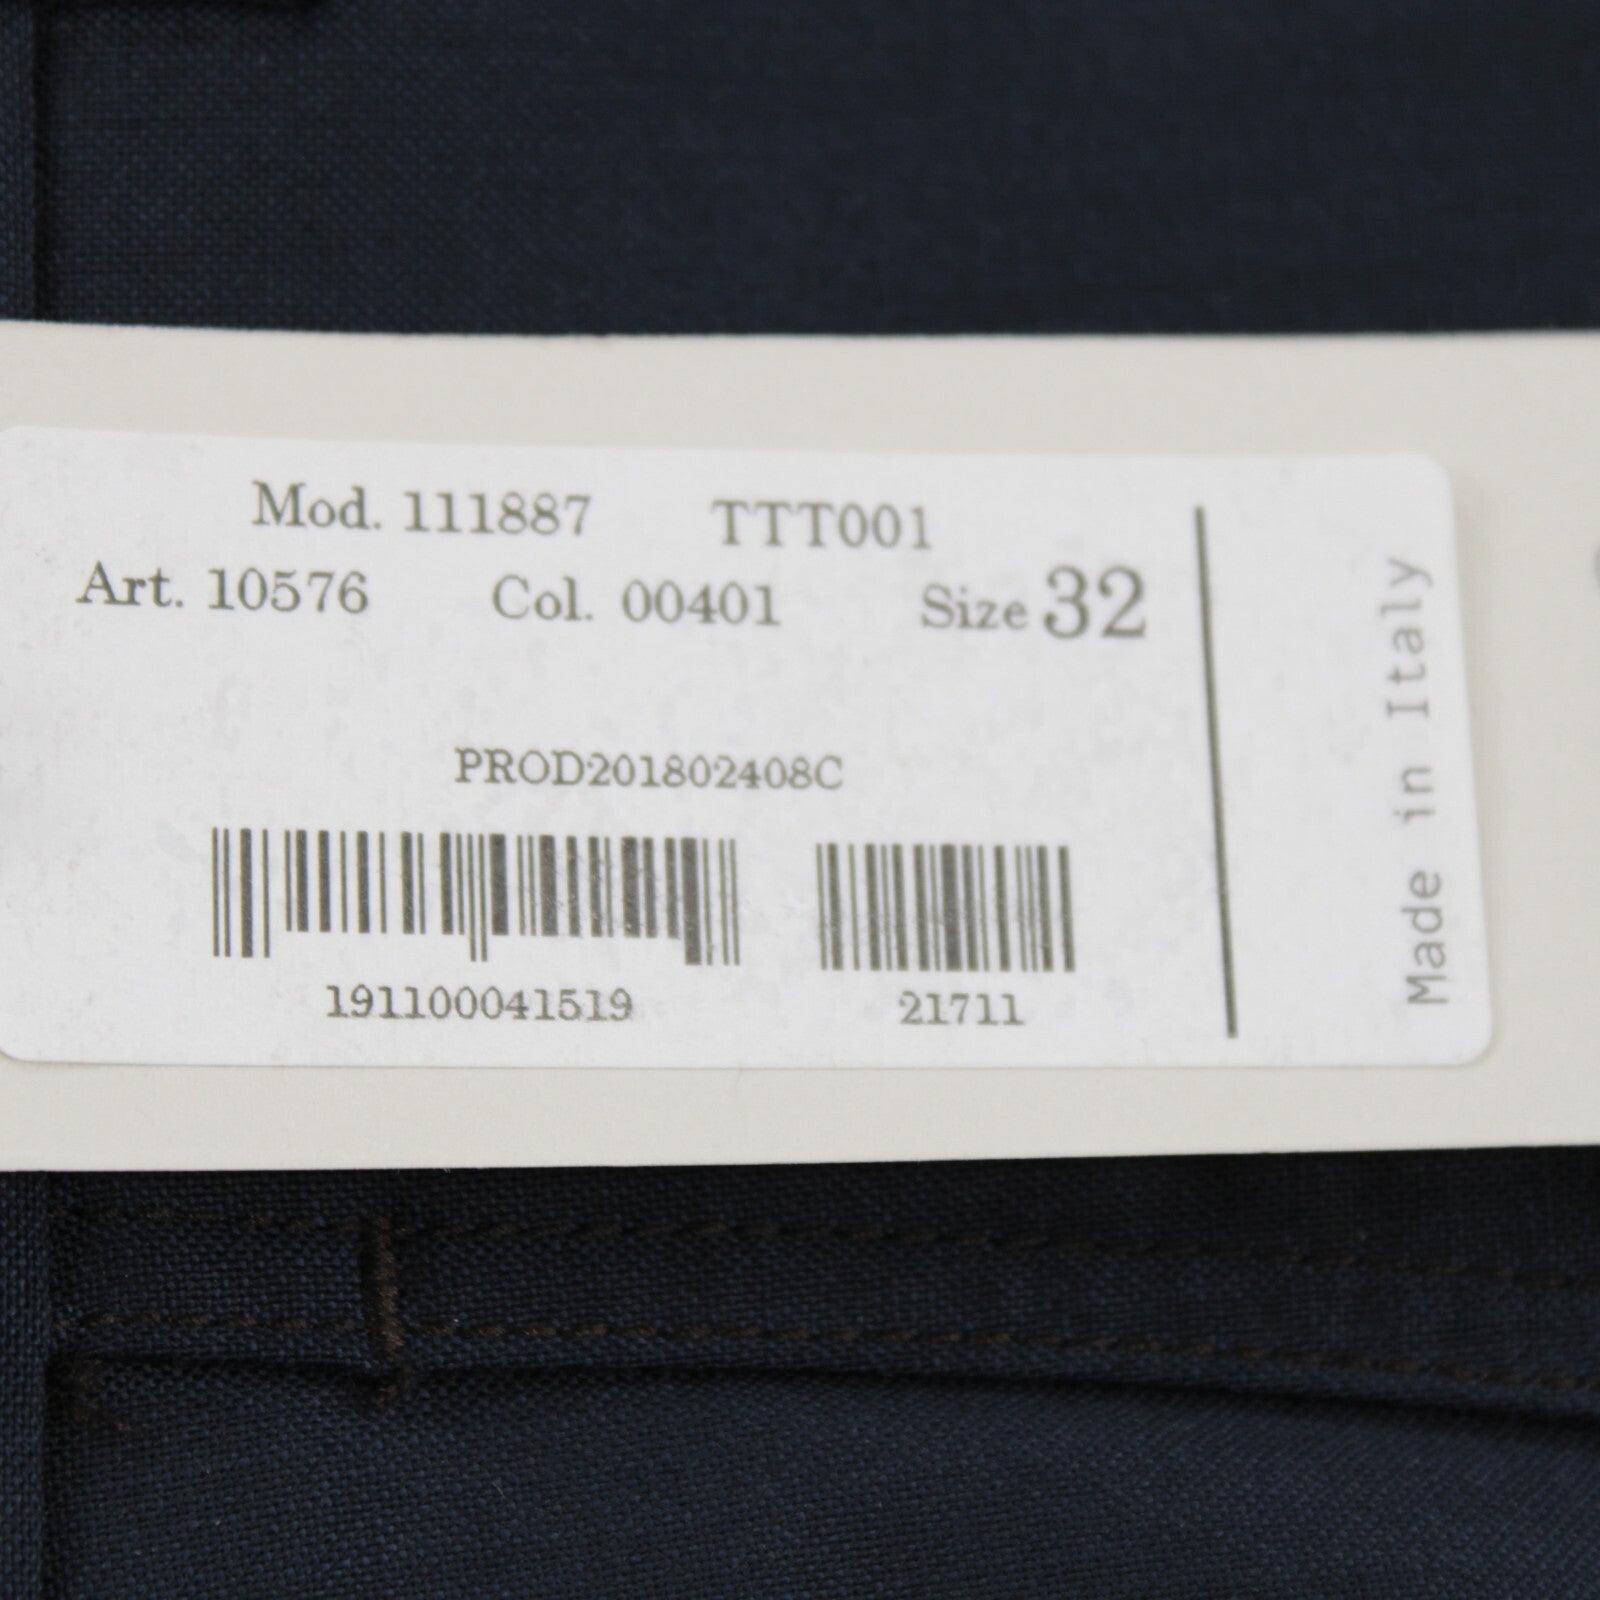 Mod. 111887 TTT001
Art. 10576 Col. 00401 Size 32
PROD201802408C
191100041519 21711
Made in Italy